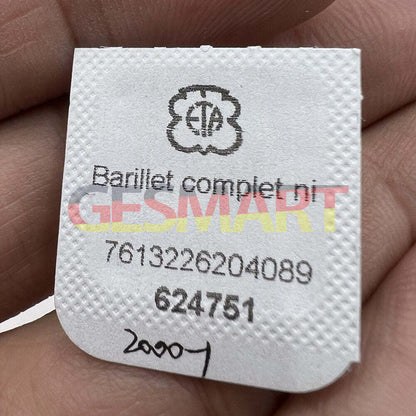 ETA
Barillet complet ni
GESMART
7613226204089
624751
2000-1